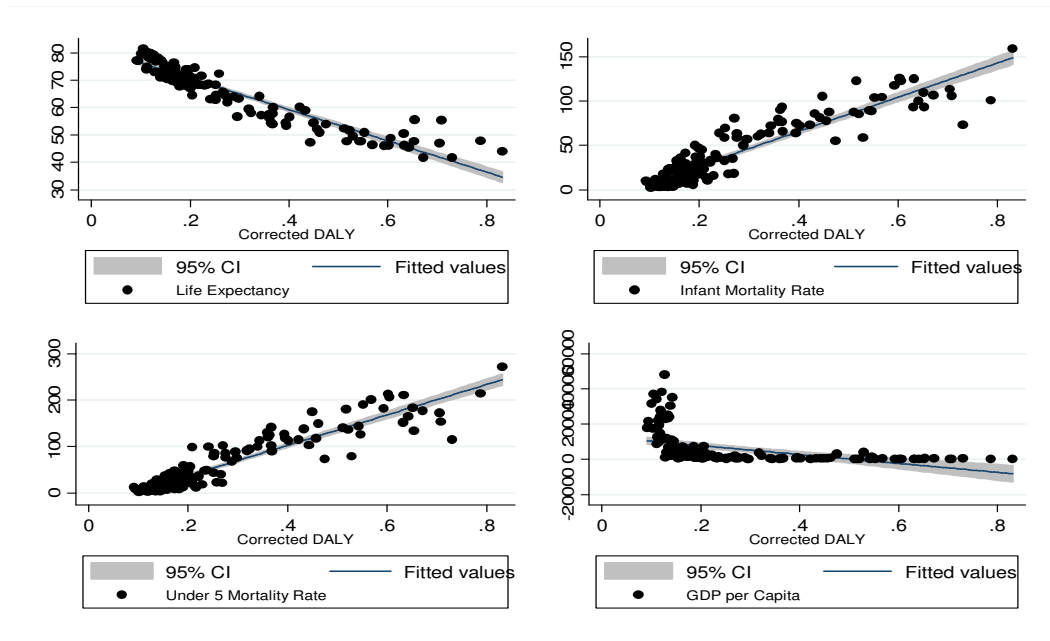 80
70
60
50
40
30
0 .2 .4 .6 .8
Corrected DALY
95% CI Fitted values
Life Expectancy
150
100
50
0
0 .2 .4 .6 .8
Corrected DALY
95% CI Fitted values
Infant Mortality Rate
300
200
100
0
0 .2 .4 .6 .8
Corrected DALY
95% CI Fitted values
Under 5 Mortality Rate
60000
40000
20000
0
-20000
0 .2 .4 .6 .8
Corrected DALY
95% CI Fitted values
GDP per Capita